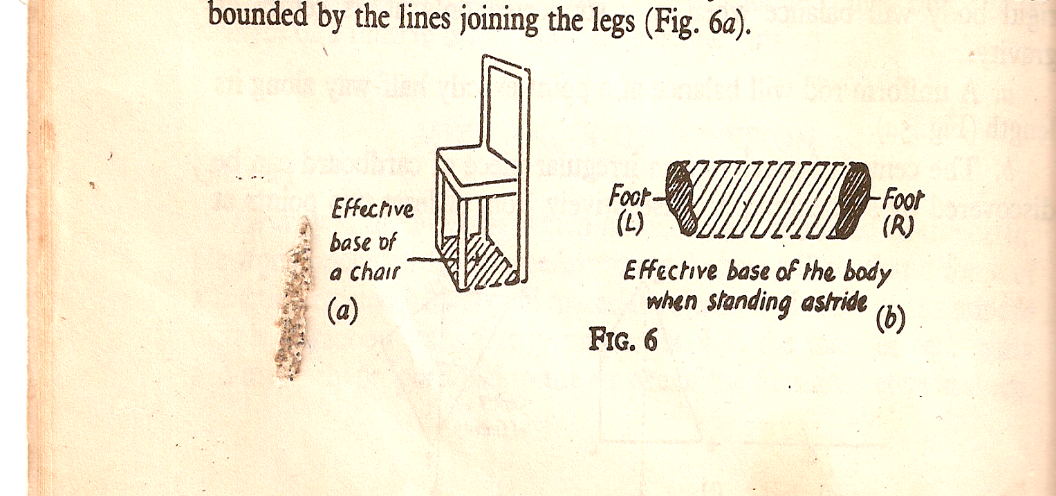 bounded by the lines joining the legs (Fig. 6a).
Effective
base of
a chair
(a)
Foot
(L)
Foot
(R)
Effective base of the body
when standing astride
(b)
FIG. 6